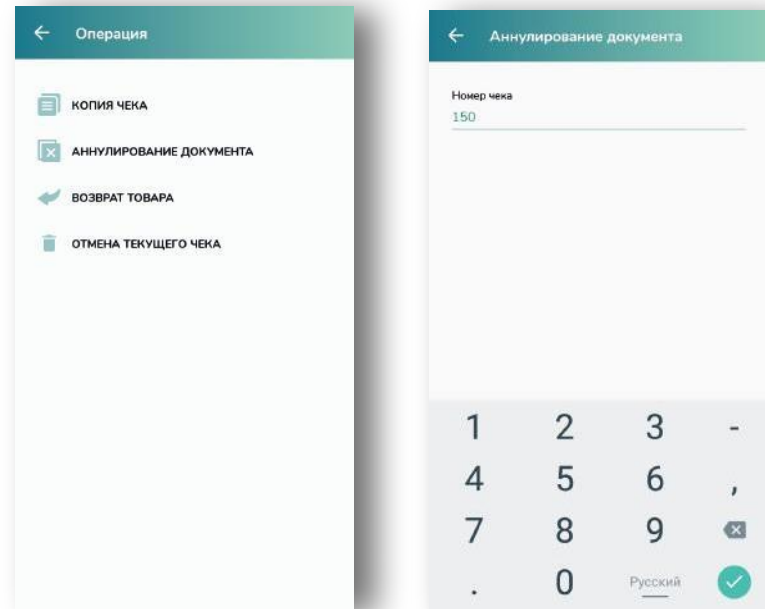 Операция
КОПИЯ ЧЕКА
АННУЛИРОВАНИЕ ДОКУМЕНТА
ВОЗВРАТ ТОВАРА
ОТМЕНА ТЕКУЩЕГО ЧЕКА
Аннулирование документа
Номер чека
150
1 2 3 -
4 5 6 ,
7 8 9
. 0 Русский